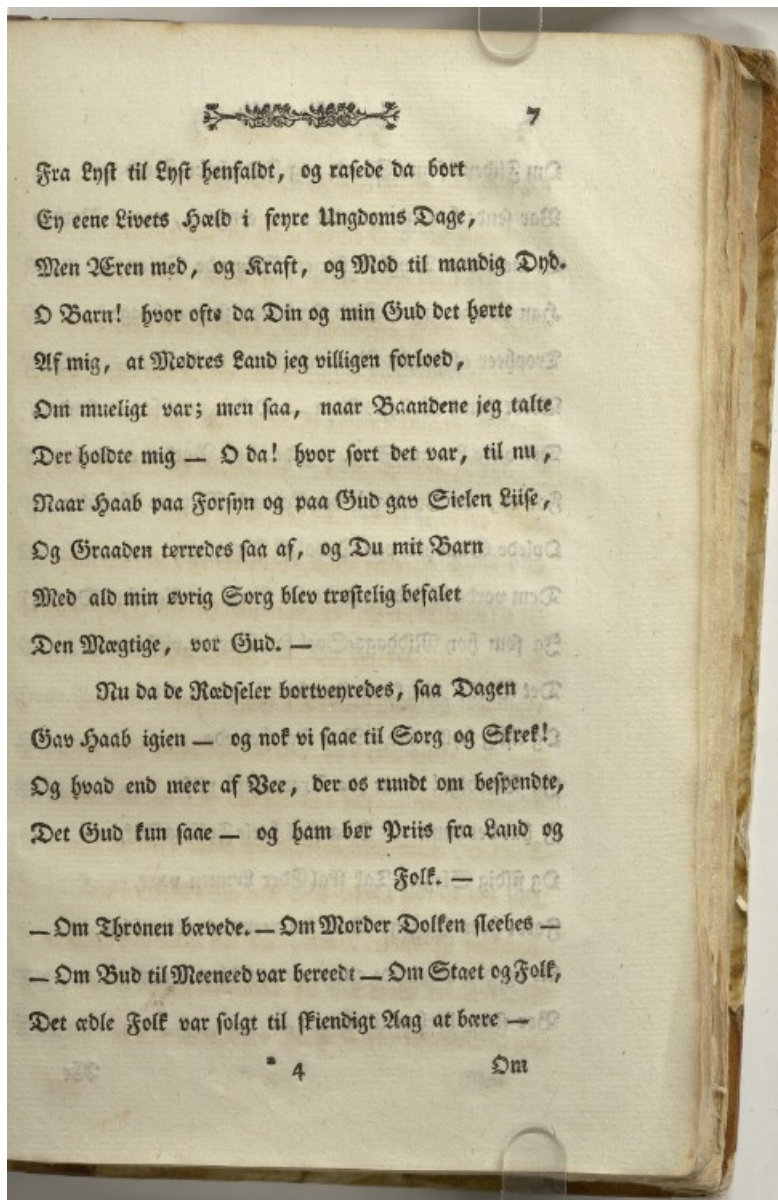 7
Fra Lyst til Lyst henfaldt, og rasede da bort
Ey eene Livets Hæld i feyre Ungdoms Dage,
Men Æren med, og Kraft, og Mod til mandig Dyd.
O Barn! hvor ofte da Din og min Gud det hørte
Af mig, at Mødres Land jeg villigen forloed,
Om mueligt var; men saa, naar Baandene jeg talte
Der holdte mig — O da! hvor sort det var, til nu,
Naar Haab paa Forsyn og paa Gud gav Sielen Liise,
Og Graaden tørredes saa af, og Du mit Barn
Med ald min øvrig Sorg blev trøstelig befalet
Den Mægtige, vor Gud. —
Nu da de Rædseler bortveyredes, saa Dagen
Gav Haab igien — og nok vi saae til Sorg og Skrek!
Og hvad end meer af Vee, der os rundt om bespendte,
Det Gud kun saae — og ham bør Priis fra Land og
Folk. —
— Om Thronen bævede. — Om Morder Dolken sleebes —
— Om Bud til Meeneed var bereedt — Om Staet og Folk,
Det ædle Folk var solgt til skiendigt Aag at bære —
* 4 Om